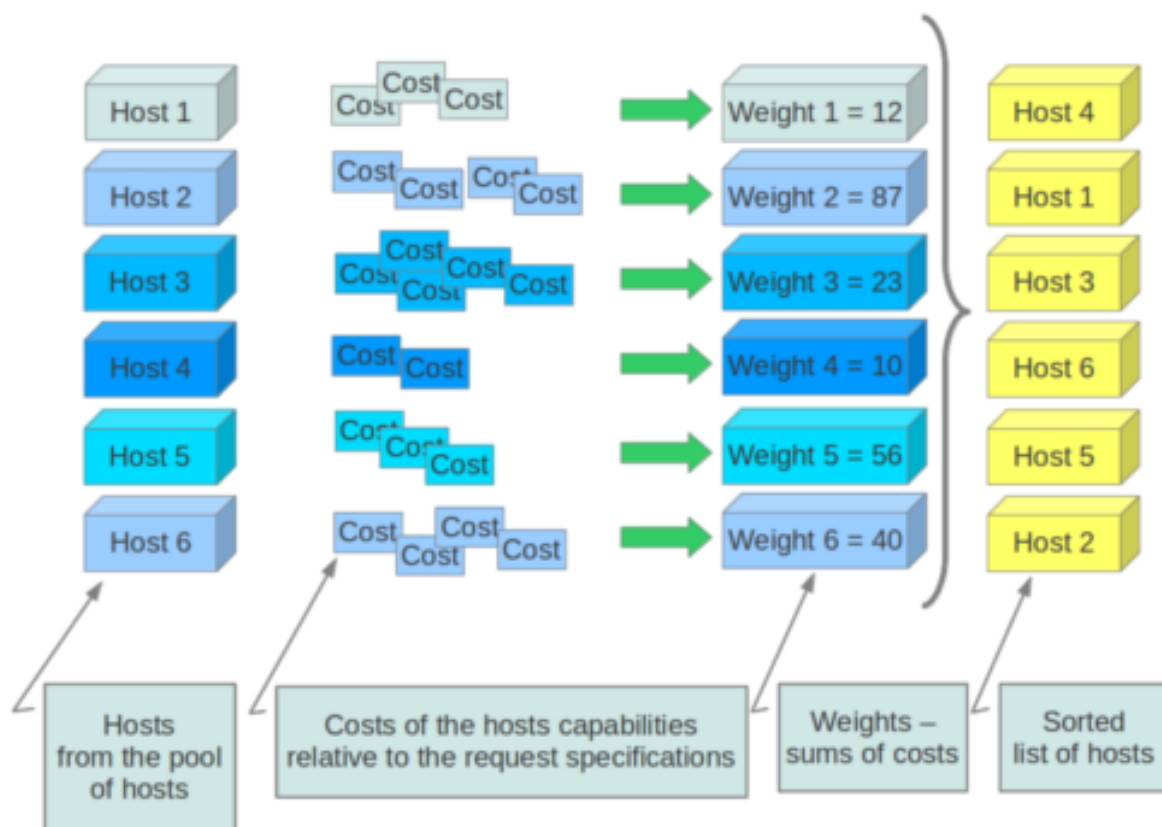 Host 1
Cost
Cost
Cost
Weight 1 = 12
Host 4
Host 2
Cost
Cost
Cost
Cost
Weight 2 = 87
Host 1
Host 3
Cost
Cost
Cost
Cost
Cost
Weight 3 = 23
Host 3
Host 4
Cost
Cost
Weight 4 = 10
Host 6
Host 5
Cost
Cost
Cost
Weight 5 = 56
Host 5
Host 6
Cost
Cost
Cost
Cost
Weight 6 = 40
Host 2
Hosts
from the pool
of hosts
Costs of the hosts capabilities
relative to the request specifications
Weights –
sums of costs
Sorted
list of hosts